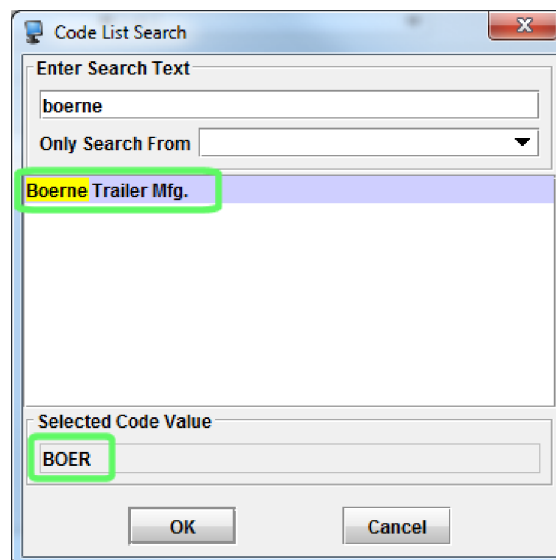 Code List Search
Enter Search Text
boerne
Only Search From
Boerne Trailer Mfg.
Selected Code Value
BOER
OK Cancel